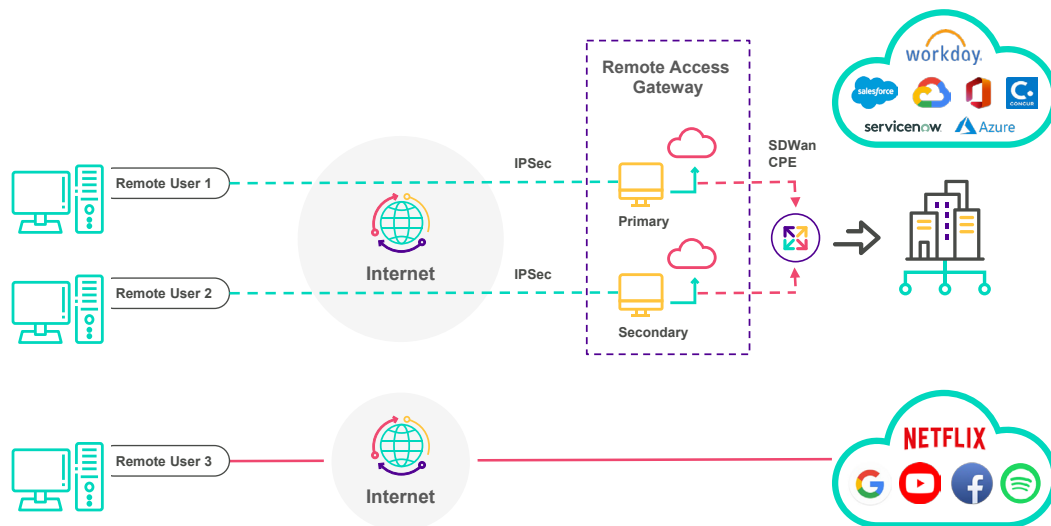 workday.
Remote Access
Gateway
salesforce
C.
CONCUR
servicenow
Azure
SDWan
CPE
IPSec
Remote User 1
Primary
Internet
IPSec
Remote User 2
Secondary
NETFLIX
Remote User 3
G
f
Internet